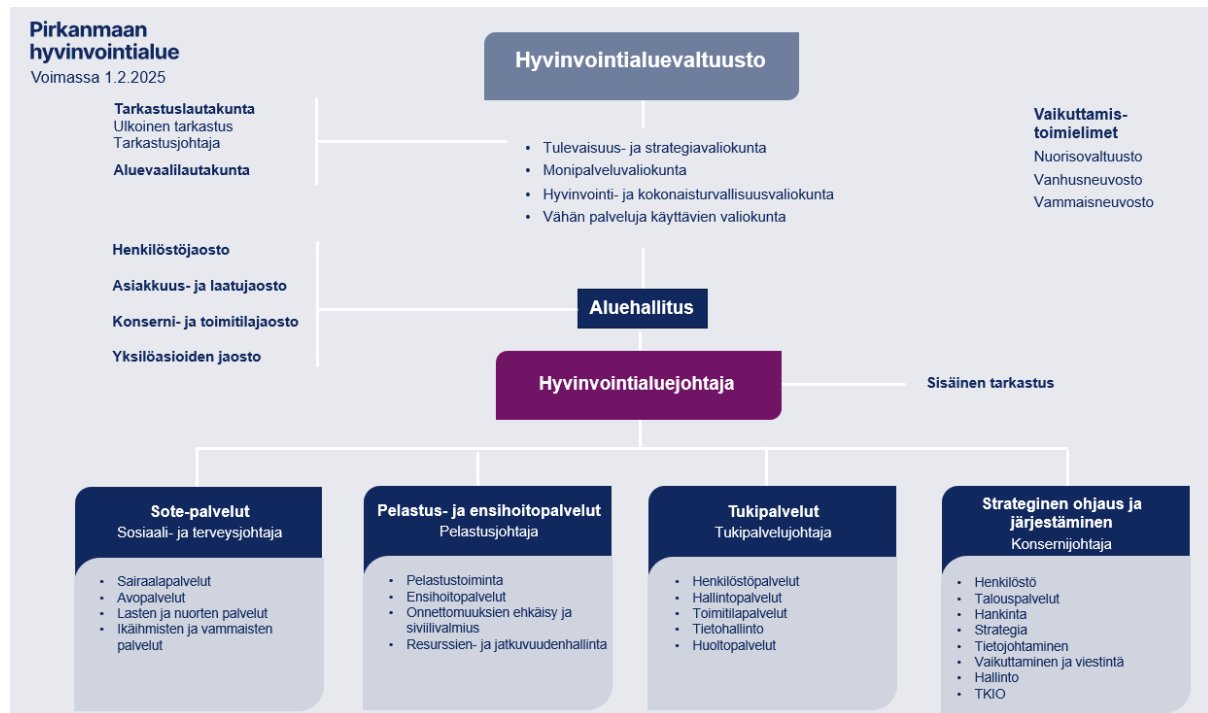 Pirkanmaan
hyvinvointialue
Voimassa 1.2.2025
Hyvinvointialuevaltuusto
Tarkastuslautakunta
Ulkoinen tarkastus
Tarkastusjohtaja
Aluevaalilautakunta
• Tulevaisuus- ja strategiavaliokunta
• Monipalveluvaliokunta
• Hyvinvointi- ja kokonaisturvallisuusvaliokunta
• Vähän palveluja käyttävien valiokunta
Vaikuttamis-
toimielimet
Nuorisovaltuusto
Vanhusneuvosto
Vammaisneuvosto
Henkilöstöjaosto
Asiakkuus- ja laatujaosto
Konserni- ja toimitilajaosto
Yksilöasioiden jaosto
Aluehallitus
Hyvinvointialuejohtaja
Sisäinen tarkastus
Sote-palvelut
Sosiaali- ja terveysjohtaja
• Sairaalapalvelut
• Avopalvelut
• Lasten ja nuorten palvelut
• Ikäihmisten ja vammaisten
palvelut
Pelastus- ja ensihoitopalvelut
Pelastusjohtaja
• Pelastustoiminta
• Ensihoitopalvelut
• Onnettomuuksien ehkäisy ja
siviilivalmius
• Resurssien- ja jatkuvuudenhallinta
Tukipalvelut
Tukipalvelujohtaja
• Henkilöstöpalvelut
• Hallintopalvelut
• Toimitilapalvelut
• Tietohallinto
• Huoltopalvelut
Strateginen ohjaus ja
järjestäminen
Konsernijohtaja
• Henkilöstö
• Talouspalvelut
• Hankinta
• Strategia
• Tietojohtaminen
• Vaikuttaminen ja viestintä
• Hallinto
• TKIO